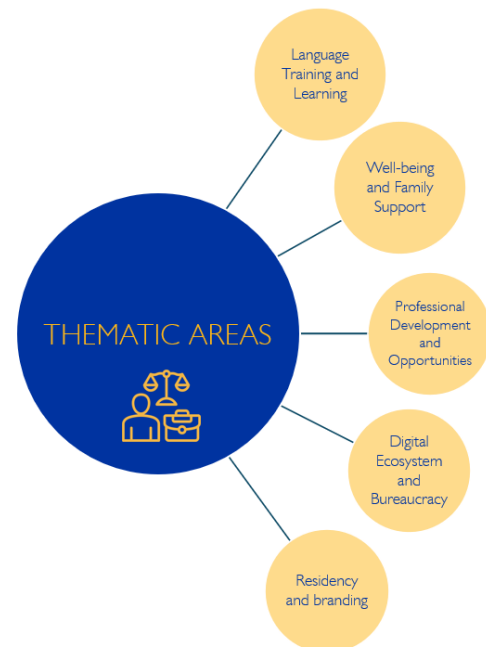 Language
Training and
Learning
Well-being
and Family
Support
THEMATIC AREAS
Professional
Development
and
Opportunities
Digital
Ecosystem
and
Bureaucracy
Residency
and branding